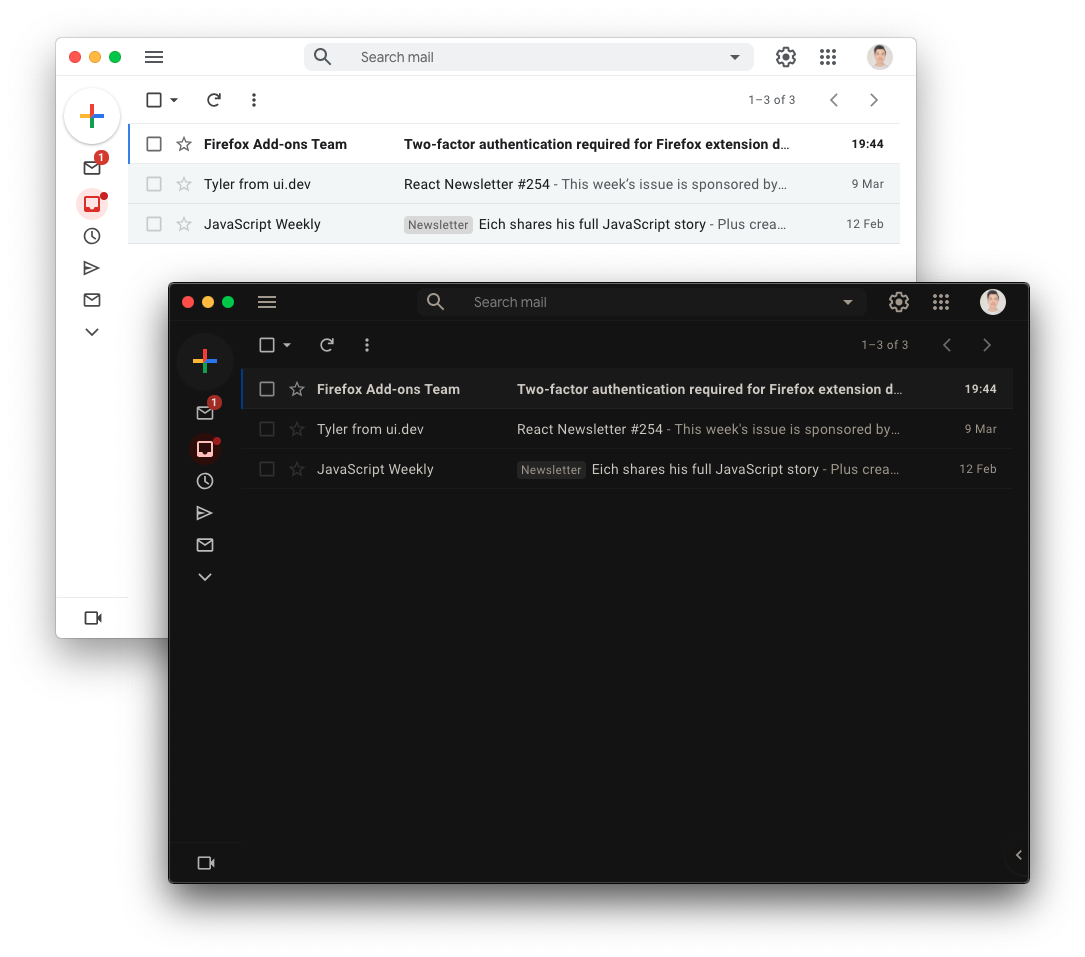 Search mail
1–3 of 3
1
Firefox Add-ons Team Two-factor authentication required for Firefox extension d… 19:44
Tyler from ui.dev React Newsletter #254 - This week’s issue is sponsored by… 9 Mar
JavaScript Weekly Newsletter Eich shares his full JavaScript story - Plus crea… 12 Feb
Search mail
1–3 of 3
1
Firefox Add-ons Team Two-factor authentication required for Firefox extension d… 19:44
Tyler from ui.dev React Newsletter #254 - This week's issue is sponsored by… 9 Mar
JavaScript Weekly Newsletter Eich shares his full JavaScript story - Plus crea… 12 Feb